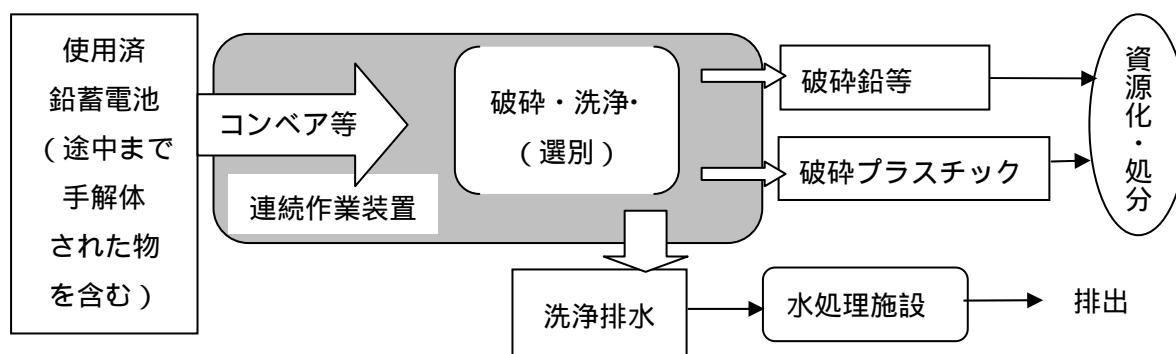 使用済
鉛蓄電池
（途中まで
手解体
された物
を含む）
コンベア等
連続作業装置
破砕・洗浄・
（選別）
破砕鉛等
破砕プラスチック
資源化・処分
洗浄排水
水処理施設
排出